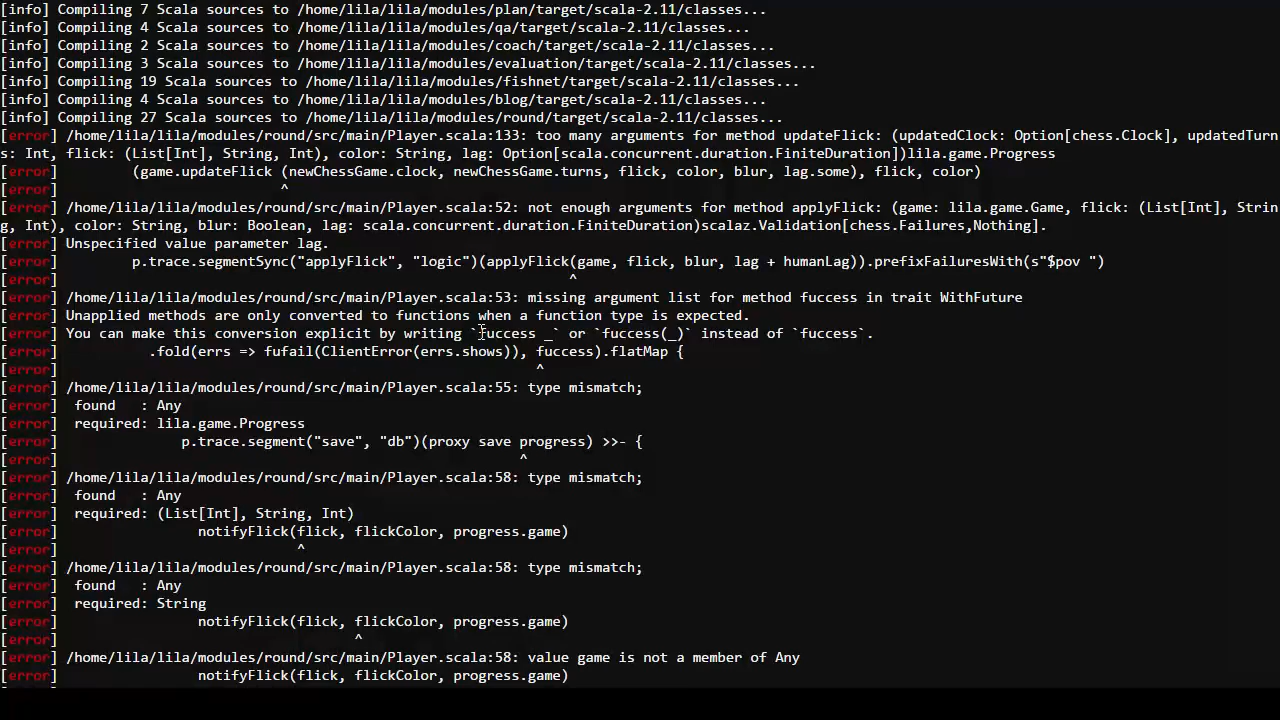 [info] Compiling 7 Scala sources to /home/lila/lila/modules/plan/target/scala-2.11/classes...
[info] Compiling 4 Scala sources to /home/lila/lila/modules/qa/target/scala-2.11/classes...
[info] Compiling 2 Scala sources to /home/lila/lila/modules/coach/target/scala-2.11/classes...
[info] Compiling 3 Scala sources to /home/lila/lila/modules/evaluation/target/scala-2.11/classes...
[info] Compiling 19 Scala sources to /home/lila/lila/modules/fishnet/target/scala-2.11/classes...
[info] Compiling 4 Scala sources to /home/lila/lila/modules/blog/target/scala-2.11/classes...
[info] Compiling 27 Scala sources to /home/lila/lila/modules/round/target/scala-2.11/classes...
[error] /home/lila/lila/modules/round/src/main/Player.scala:133: too many arguments for method updateFlick: (updatedClock: Option[chess.Clock], updatedTurn
s: Int, flick: (List[Int], String, Int), color: String, lag: Option[scala.concurrent.duration.FiniteDuration])lila.game.Progress
[error]         (game.updateFlick (newChessGame.clock, newChessGame.turns, flick, color, blur, lag.some), flick, color)
[error]                           ^
[error] /home/lila/lila/modules/round/src/main/Player.scala:52: not enough arguments for method applyFlick: (game: lila.game.Game, flick: (List[Int], Strin
g, Int), color: String, blur: Boolean, lag: scala.concurrent.duration.FiniteDuration)scalaz.Validation[chess.Failures,Nothing].
[error] Unspecified value parameter lag.
[error]         p.trace.segmentSync("applyFlick", "logic")(applyFlick(game, flick, blur, lag + humanLag)).prefixFailuresWith(s"$pov ")
[error]                                                              ^
[error] /home/lila/lila/modules/round/src/main/Player.scala:53: missing argument list for method fuccess in trait WithFuture
[error] Unapplied methods are only converted to functions when a function type is expected.
[error] You can make this conversion explicit by writing `fuccess _` or `fuccess(_)` instead of `fuccess`.
[error]           .fold(errs => fufail(ClientError(errs.shows)), fuccess).flatMap {
[error]                                                          ^
[error] /home/lila/lila/modules/round/src/main/Player.scala:55: type mismatch;
[error]  found   : Any
[error]  required: lila.game.Progress
[error]               p.trace.segment("save", "db")(proxy save progress) >>- {
[error]                                                        ^
[error] /home/lila/lila/modules/round/src/main/Player.scala:58: type mismatch;
[error]  found   : Any
[error]  required: (List[Int], String, Int)
[error]                 notifyFlick(flick, flickColor, progress.game)
[error]                             ^
[error] /home/lila/lila/modules/round/src/main/Player.scala:58: type mismatch;
[error]  found   : Any
[error]  required: String
[error]                 notifyFlick(flick, flickColor, progress.game)
[error]                                    ^
[error] /home/lila/lila/modules/round/src/main/Player.scala:58: value game is not a member of Any
[error]                 notifyFlick(flick, flickColor, progress.game)